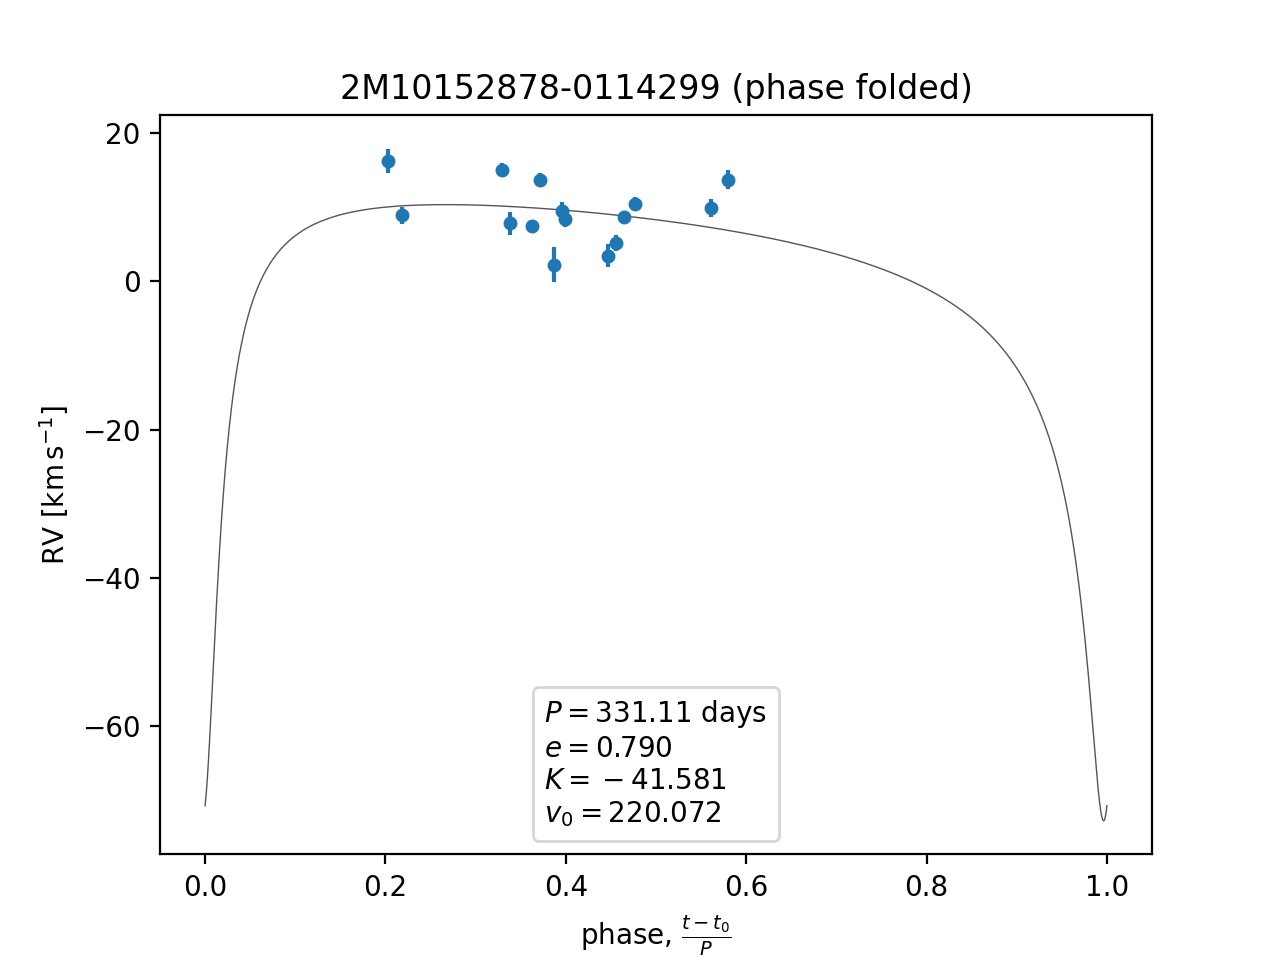 2M10152878-0114299 (phase folded)
20
0
−20
−40
−60
RV [km s⁻¹]
P = 331.11 days
e = 0.790
K = −41.581
v₀ = 220.072
0.0 0.2 0.4 0.6 0.8 1.0
phase, (t − t₀)/P